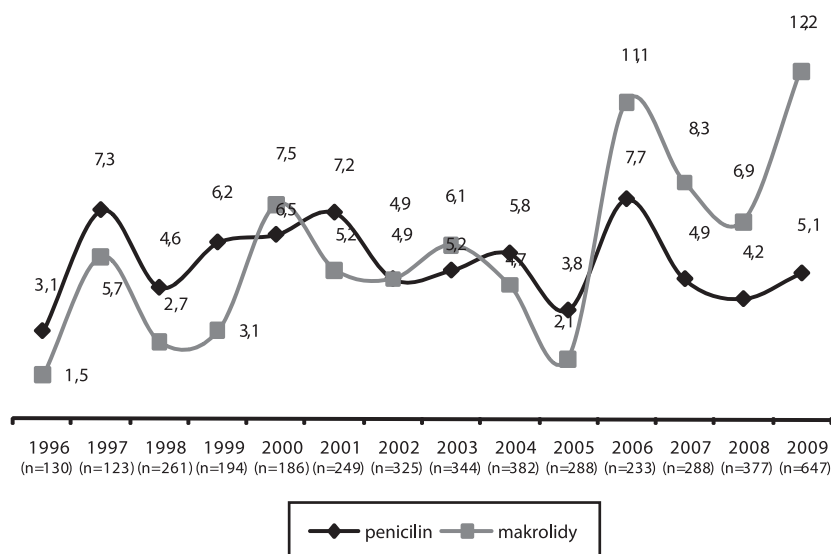 12,2
11,1
8,3
7,3 7,5 7,2 7,7
6,9
6,2 4,9 6,1 5,8
6,5 5,1
4,6 5,2 4,9 5,2 4,9
4,7 3,8 4,2
3,1 5,7
2,7
2,1
3,1
1,5
1996 1997 1998 1999 2000 2001 2002 2003 2004 2005 2006 2007 2008 2009
(n=130) (n=123) (n=261) (n=194) (n=186) (n=249) (n=325) (n=344) (n=382) (n=288) (n=233) (n=288) (n=377) (n=647)
penicilin makrolidy